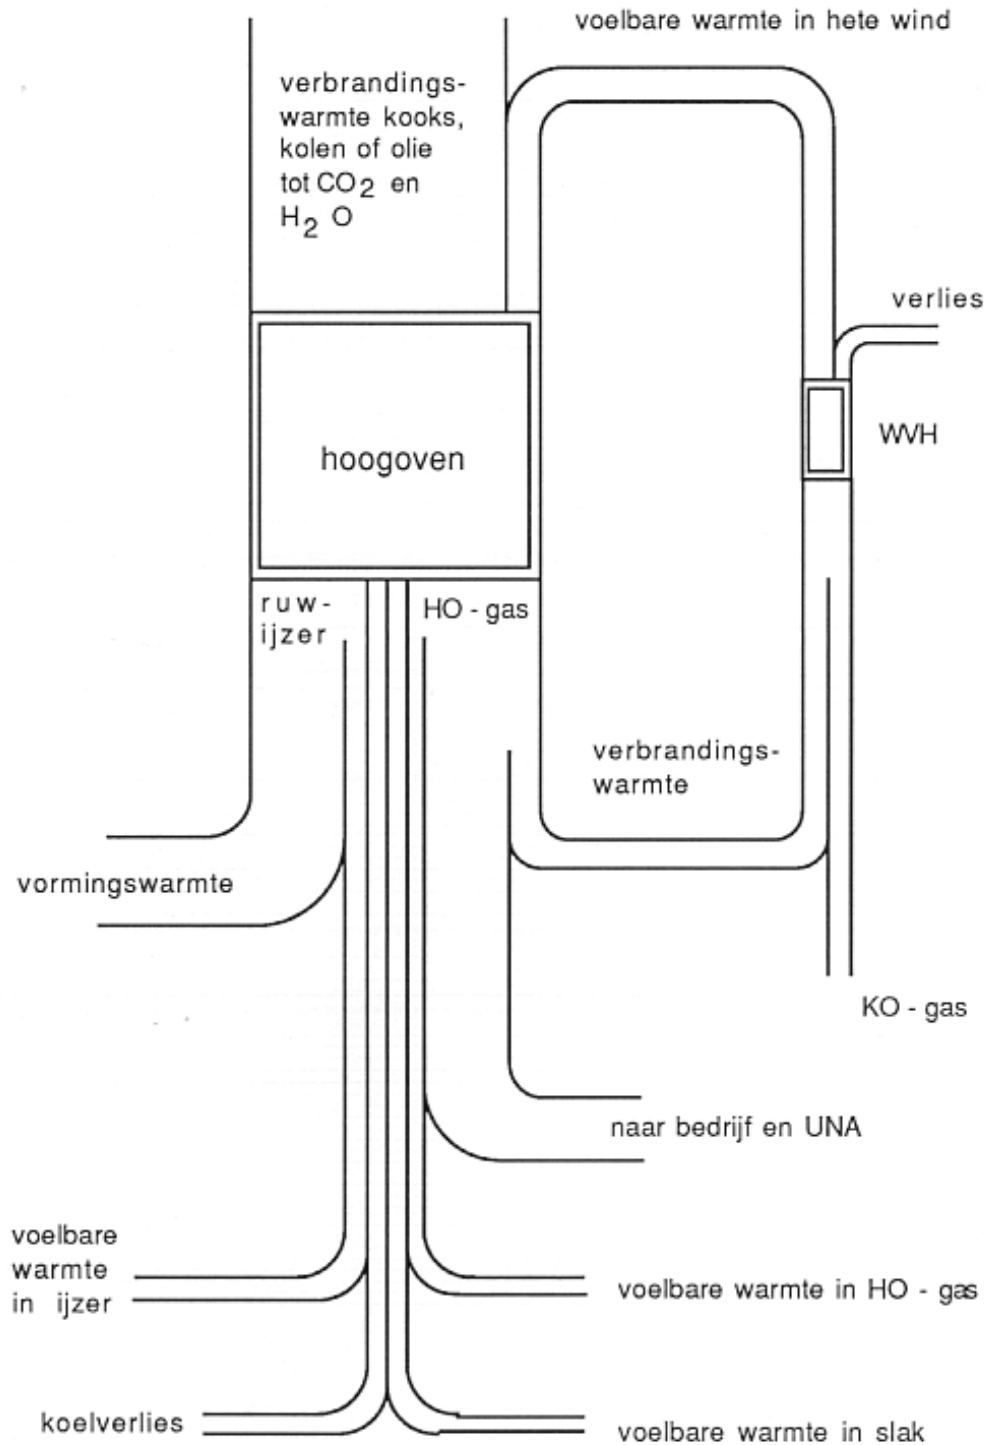 voelbare warmte in hete wind
verbrandings-
warmte kooks,
kolen of olie
tot CO2 en
H2 O
verlies
WVH
hoogoven
ruw-
ijzer
HO - gas
verbrandings-
warmte
vormingswarmte
KO - gas
naar bedrijf en UNA
voelbare
warmte
in ijzer
voelbare warmte in HO - gas
koelverlies
voelbare warmte in slak